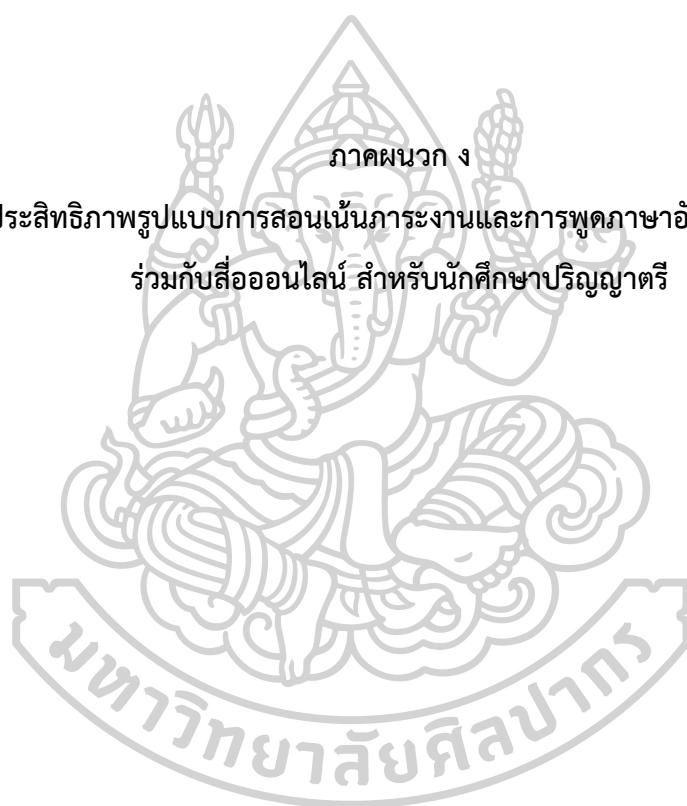 ภาคผนวก ง
ประสิทธิภาพรูปแบบการสอนเน้นภาระงานและการพูดภาษาอั
ร่วมกับสื่อออนไลน์ สำหรับนักศึกษาปริญญาตรี
มหาวิทยาลัยศิลปากร